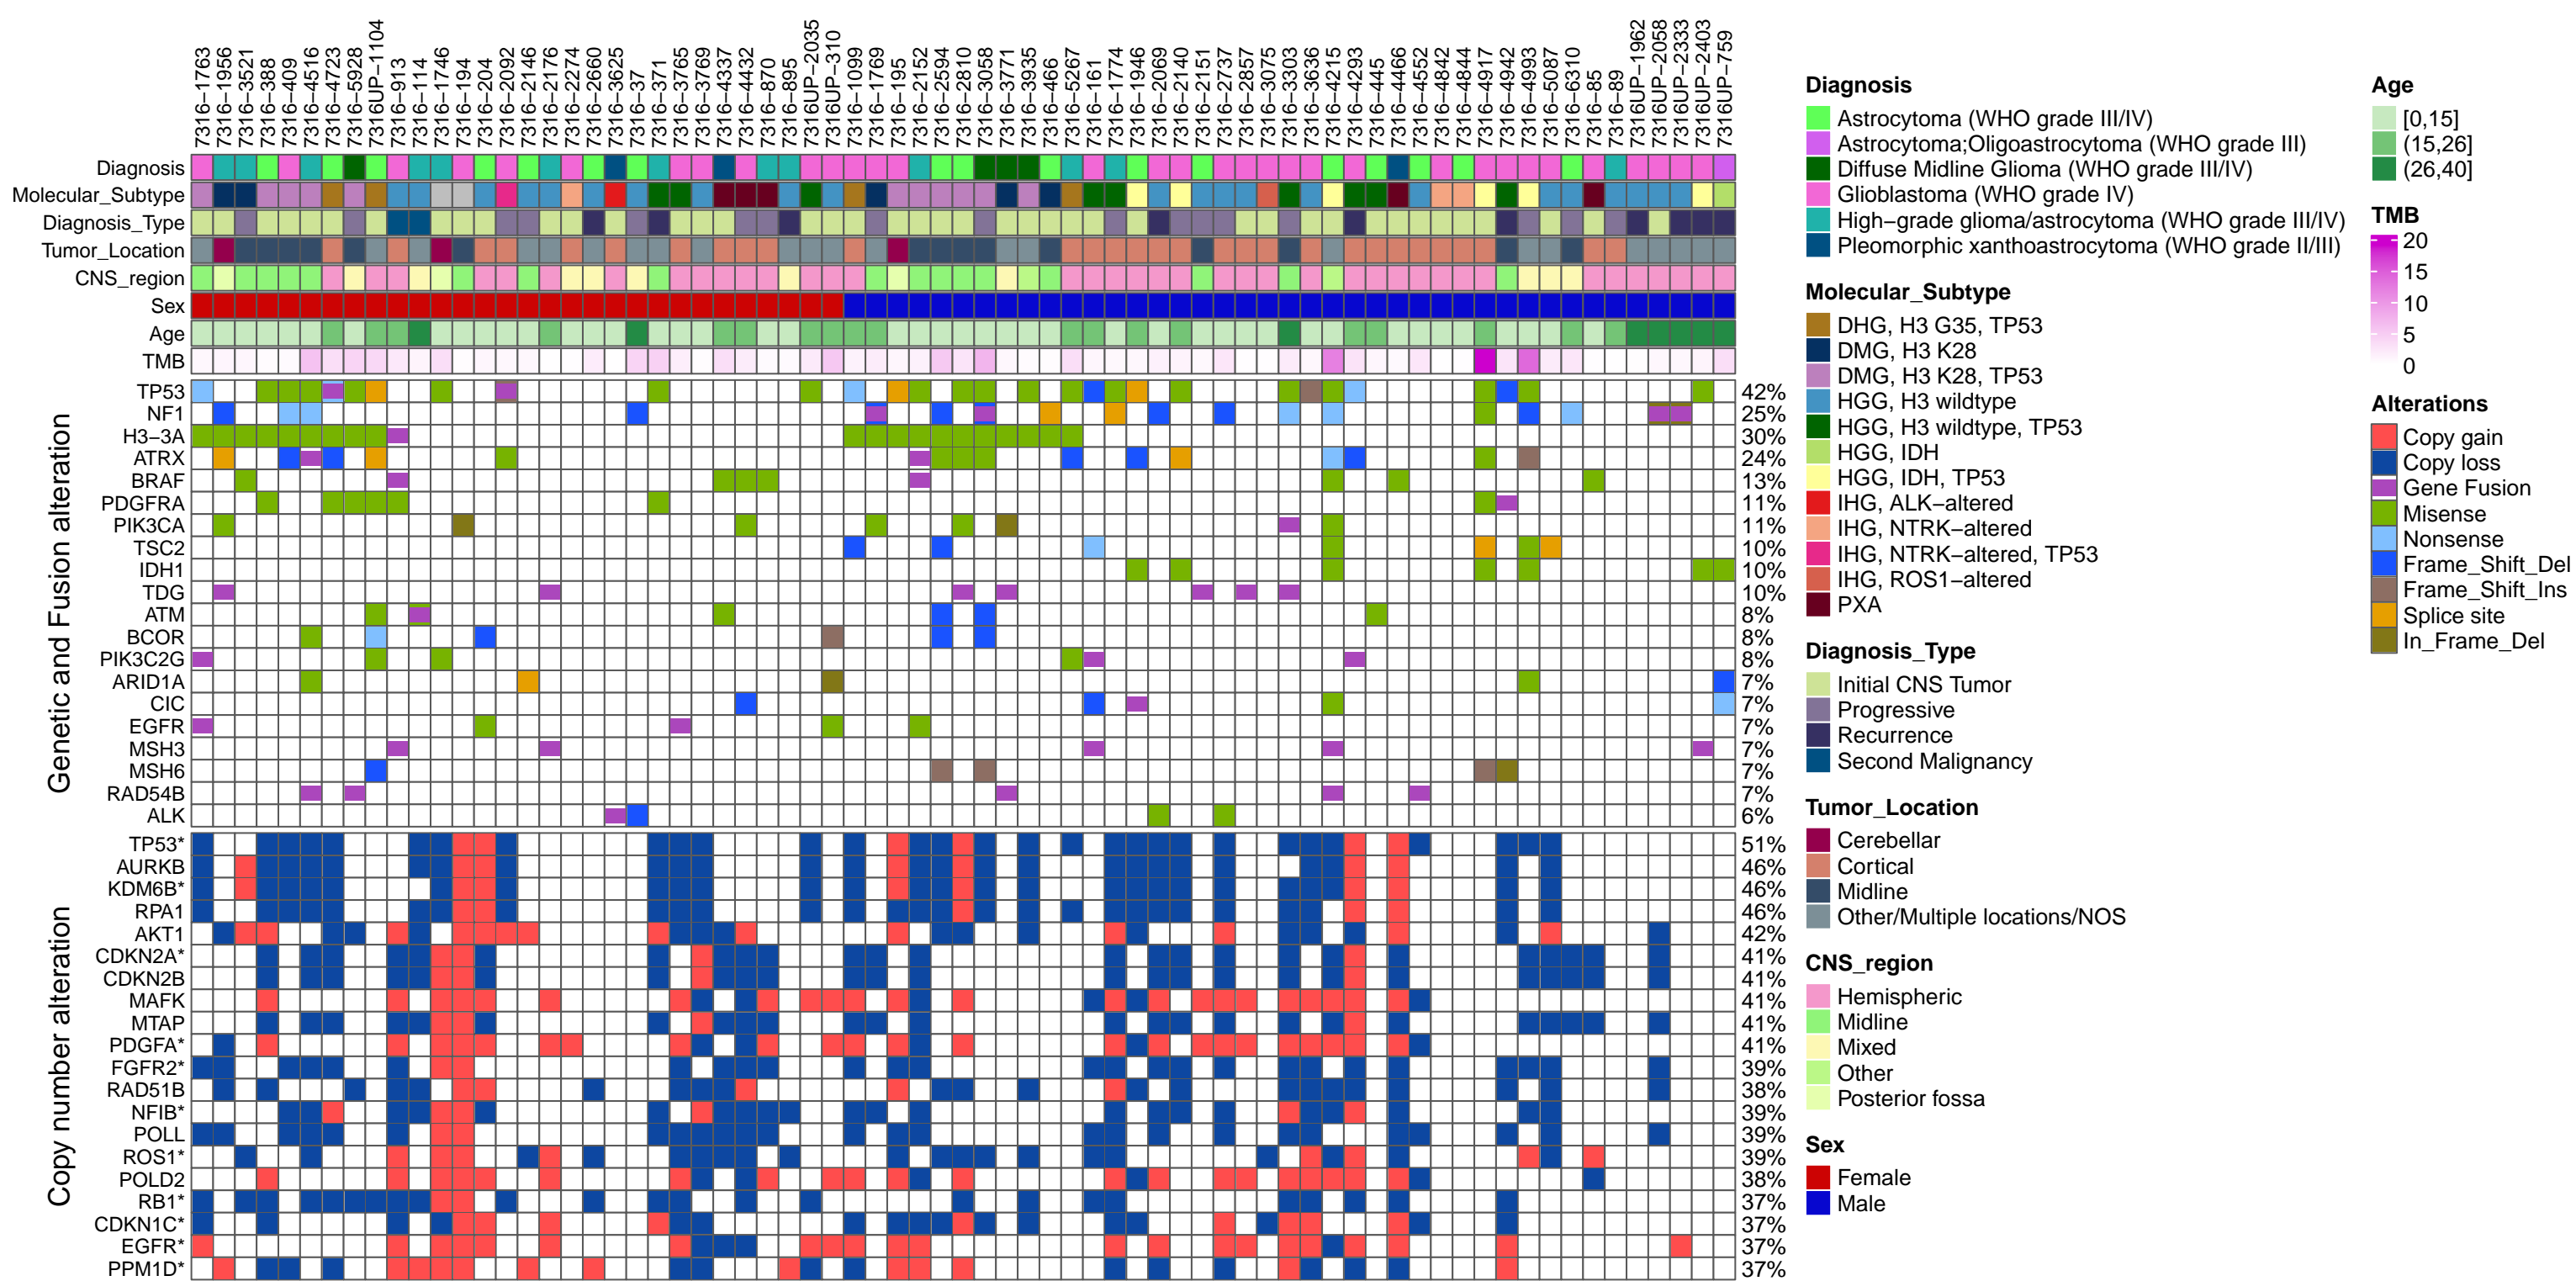 7316−1763
7316−1956
7316−3521
7316−388
7316−409
7316−4516
7316−4723
7316−5928
7316UP−1104
7316−913
7316−114
7316−1746
7316−194
7316−204
7316−2092
7316−2146
7316−2176
7316−2274
7316−2660
7316−3625
7316−37
7316−371
7316−3765
7316−3769
7316−4337
7316−4432
7316−870
7316−895
7316UP−2035
7316UP−310
7316−1099
7316−1769
7316−195
7316−2152
7316−2594
7316−2810
7316−3058
7316−3771
7316−3935
7316−466
7316−5267
7316−161
7316−1774
7316−1946
7316−2069
7316−2140
7316−2151
7316−2737
7316−2857
7316−3075
7316−3303
7316−3636
7316−4215
7316−4293
7316−445
7316−4466
7316−4552
7316−4842
7316−4844
7316−4917
7316−4942
7316−4993
7316−5087
7316−6310
7316−85
7316−89
7316UP−1962
7316UP−2058
7316UP−2333
7316UP−2403
7316UP−759
Diagnosis
Molecular_Subtype
Diagnosis_Type
Tumor_Location
CNS_region
Sex
Age
TMB
Genetic and Fusion alteration
TP53 42%
NF1 25%
H3−3A 30%
ATRX 24%
BRAF 13%
PDGFRA 11%
PIK3CA 11%
TSC2 10%
IDH1 10%
TDG 10%
ATM 8%
BCOR 8%
PIK3C2G 8%
ARID1A 7%
CIC 7%
EGFR 7%
MSH3 7%
MSH6 7%
RAD54B 7%
ALK 6%
Copy number alteration
TP53* 51%
AURKB 46%
KDM6B* 46%
RPA1 46%
AKT1 42%
CDKN2A* 41%
CDKN2B 41%
MAFK 41%
MTAP 41%
PDGFA* 41%
FGFR2* 39%
RAD51B 38%
NFIB* 39%
POLL 39%
ROS1* 39%
POLD2 38%
RB1* 37%
CDKN1C* 37%
EGFR* 37%
PPM1D* 37%
Diagnosis
Astrocytoma (WHO grade III/IV)
Astrocytoma;Oligoastrocytoma (WHO grade III)
Diffuse Midline Glioma (WHO grade III/IV)
Glioblastoma (WHO grade IV)
High−grade glioma/astrocytoma (WHO grade III/IV)
Pleomorphic xanthoastrocytoma (WHO grade II/III)
Molecular_Subtype
DHG, H3 G35, TP53
DMG, H3 K28
DMG, H3 K28, TP53
HGG, H3 wildtype
HGG, H3 wildtype, TP53
HGG, IDH
HGG, IDH, TP53
IHG, ALK−altered
IHG, NTRK−altered
IHG, NTRK−altered, TP53
IHG, ROS1−altered
PXA
Diagnosis_Type
Initial CNS Tumor
Progressive
Recurrence
Second Malignancy
Tumor_Location
Cerebellar
Cortical
Midline
Other/Multiple locations/NOS
CNS_region
Hemispheric
Midline
Mixed
Other
Posterior fossa
Sex
Female
Male
Age
[0,15]
(15,26]
(26,40]
TMB
20
15
10
5
0
Alterations
Copy gain
Copy loss
Gene Fusion
Misense
Nonsense
Frame_Shift_Del
Frame_Shift_Ins
Splice site
In_Frame_Del